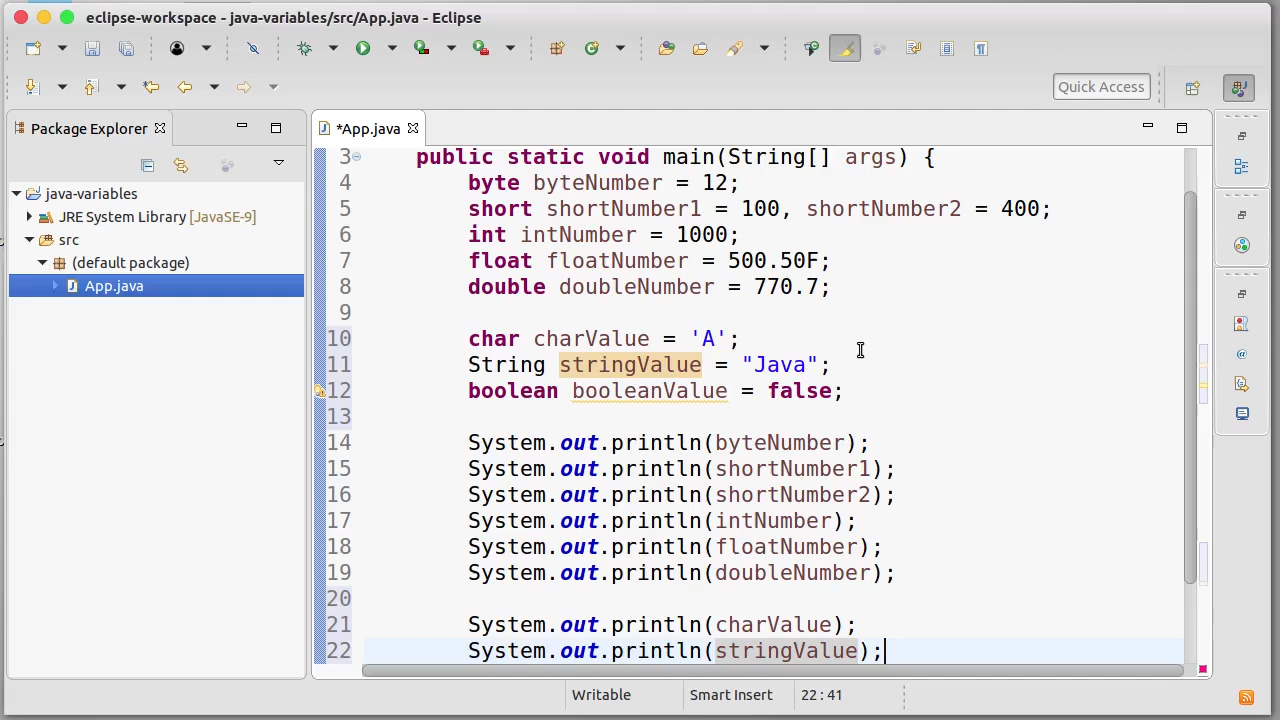 eclipse-workspace - java-variables/src/App.java - Eclipse
Quick Access
Package Explorer
*App.java
java-variables
JRE System Library [JavaSE-9]
src
(default package)
App.java
3 public static void main(String[] args) {
4 byte byteNumber = 12;
5 short shortNumber1 = 100, shortNumber2 = 400;
6 int intNumber = 1000;
7 float floatNumber = 500.50F;
8 double doubleNumber = 770.7;
9
10 char charValue = 'A';
11 String stringValue = "Java";
12 boolean booleanValue = false;
13
14 System.out.println(byteNumber);
15 System.out.println(shortNumber1);
16 System.out.println(shortNumber2);
17 System.out.println(intNumber);
18 System.out.println(floatNumber);
19 System.out.println(doubleNumber);
20
21 System.out.println(charValue);
22 System.out.println(stringValue);
Writable
Smart Insert
22 : 41